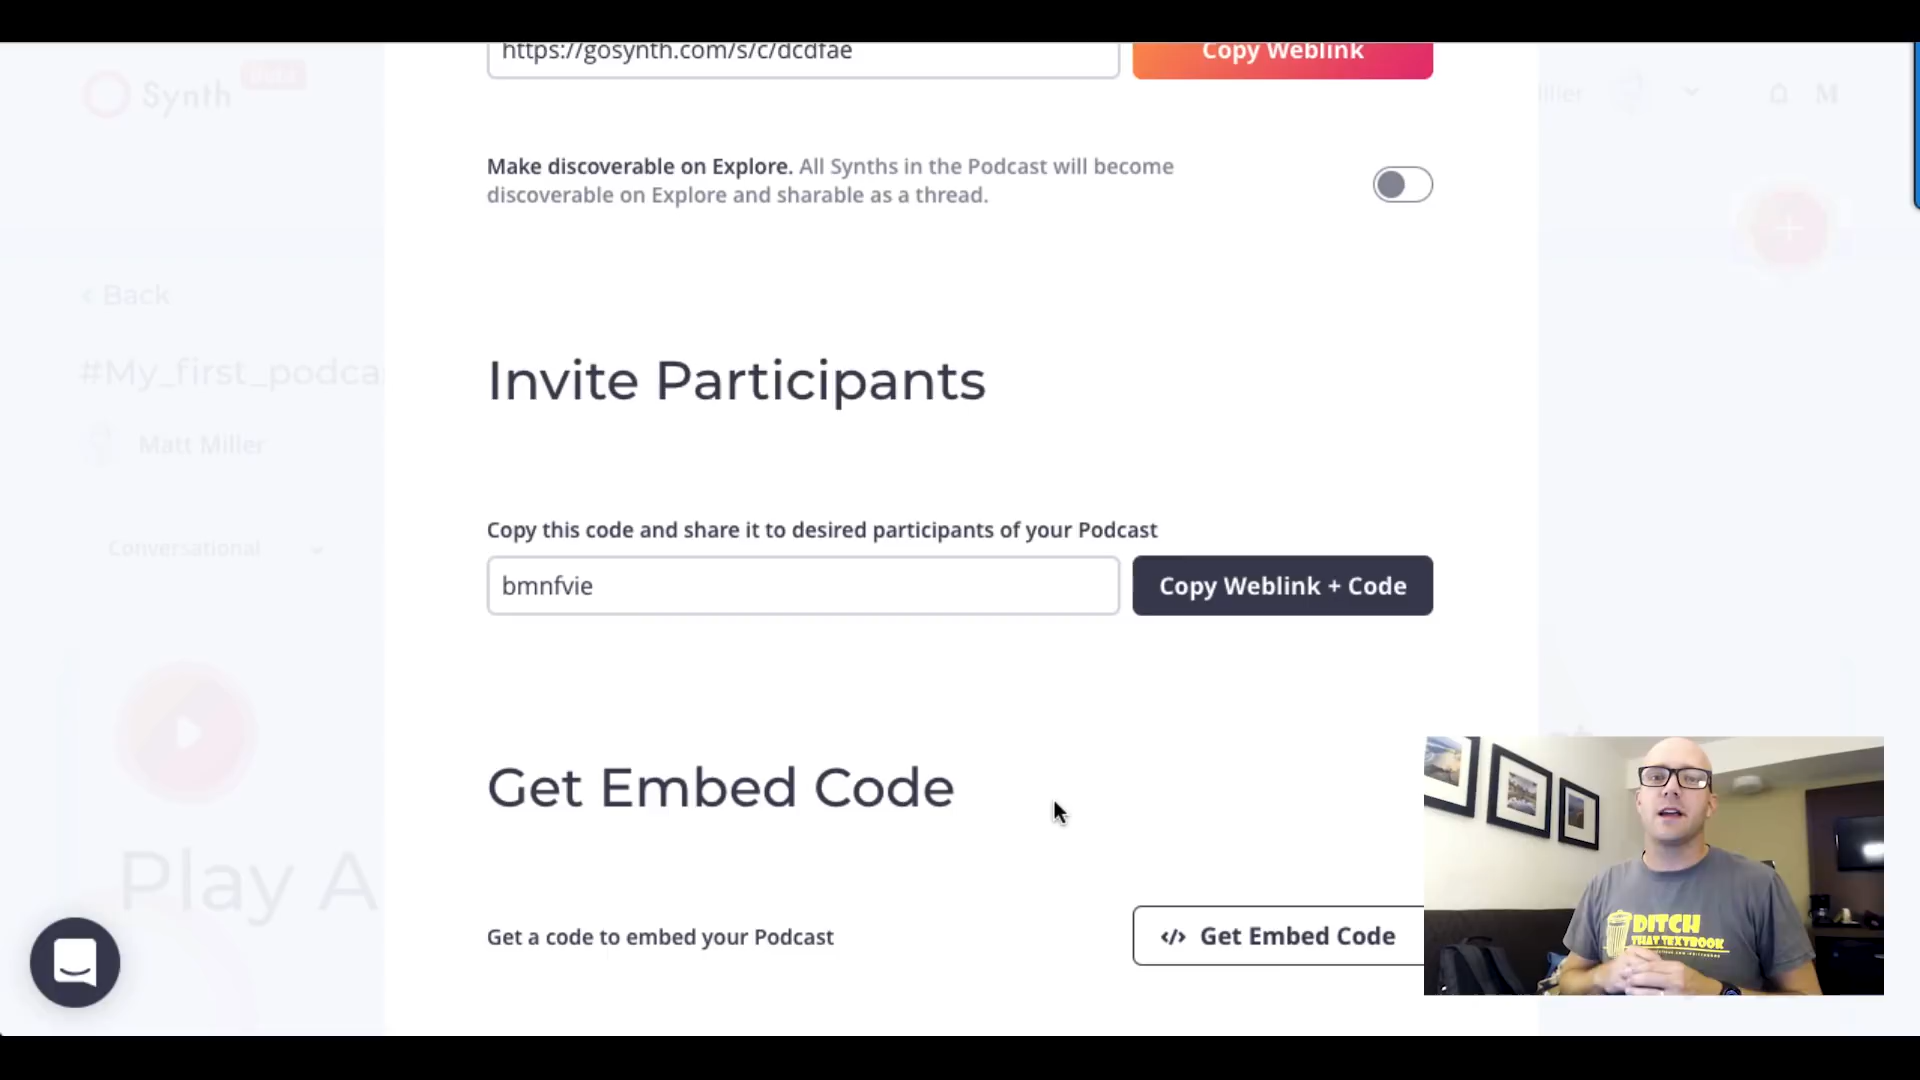 https://gosynth.com/s/c/dcdfae
Copy Weblink
Synth
Beta
Make discoverable on Explore. All Synths in the Podcast will become
discoverable on Explore and sharable as a thread.
M
< Back
#My_first_podca
Matt Miller
Invite Participants
Conversational
Copy this code and share it to desired participants of your Podcast
bmnfvie
Copy Weblink + Code
Get Embed Code
Play A
Get a code to embed your Podcast
</> Get Embed Code
DITCH
THAT TEXTBOOK